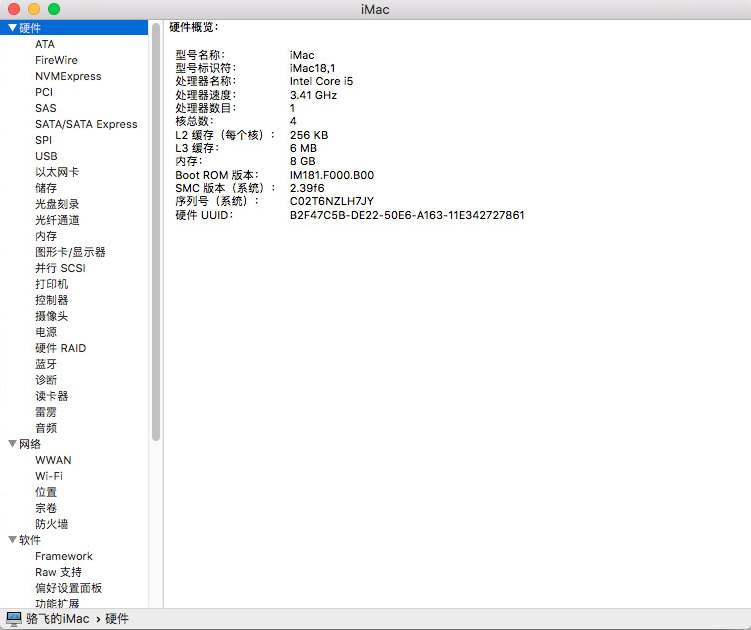 iMac
硬件
ATA
FireWire
NVMExpress
PCI
SAS
SATA/SATA Express
SPI
USB
以太网卡
储存
光盘刻录
光纤通道
内存
图形卡/显示器
并行 SCSI
打印机
控制器
摄像头
电源
硬件 RAID
蓝牙
诊断
读卡器
雷雳
音频
网络
WWAN
Wi-Fi
位置
宗卷
防火墙
软件
Framework
Raw 支持
偏好设置面板
功能扩展
硬件概览：
型号名称： iMac
型号标识符： iMac18,1
处理器名称： Intel Core i5
处理器速度： 3.41 GHz
处理器数目： 1
核总数： 4
L2 缓存（每个核）： 256 KB
L3 缓存： 6 MB
内存： 8 GB
Boot ROM 版本： IM181.F000.B00
SMC 版本（系统）： 2.39f6
序列号（系统）： C02T6NZLH7JY
硬件 UUID： B2F47C5B-DE22-50E6-A163-11E342727861
骆飞的iMac › 硬件